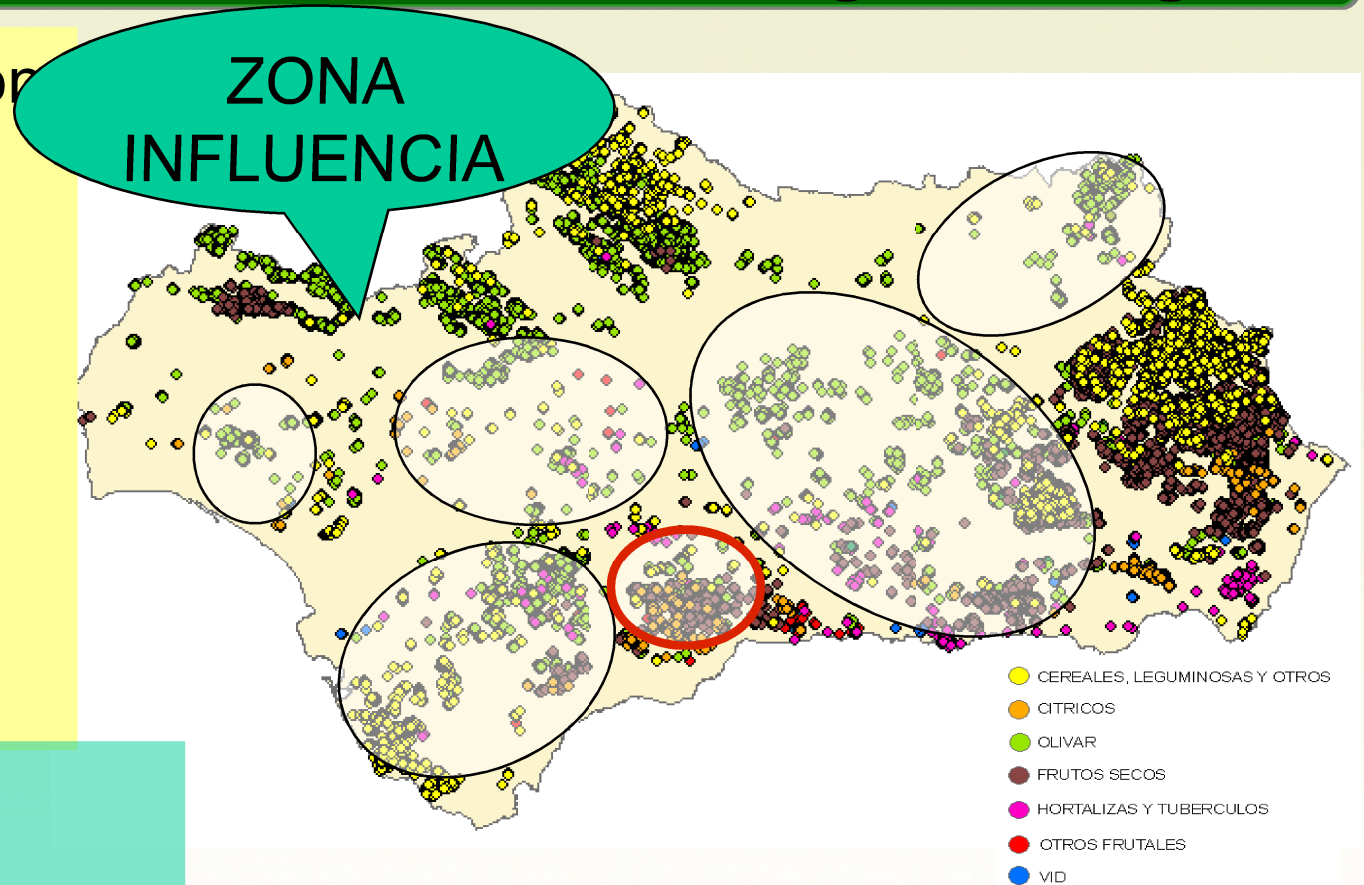 ZONA
INFLUENCIA
CEREALES, LEGUMINOSAS Y OTROS
CITRICOS
OLIVAR
FRUTOS SECOS
HORTALIZAS Y TUBERCULOS
OTROS FRUTALES
VID